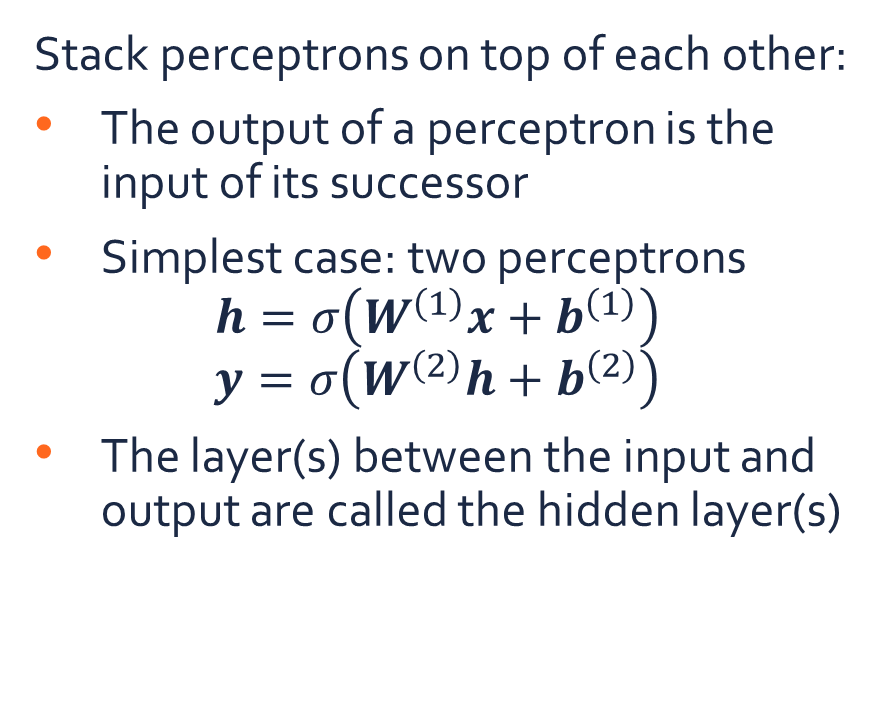 Stack perceptrons on top of each other:
• The output of a perceptron is the
input of its successor
• Simplest case: two perceptrons
𝒉 = 𝜎(𝑾⁽¹⁾𝒙 + 𝒃⁽¹⁾)
𝒚 = 𝜎(𝑾⁽²⁾𝒉 + 𝒃⁽²⁾)
• The layer(s) between the input and
output are called the hidden layer(s)